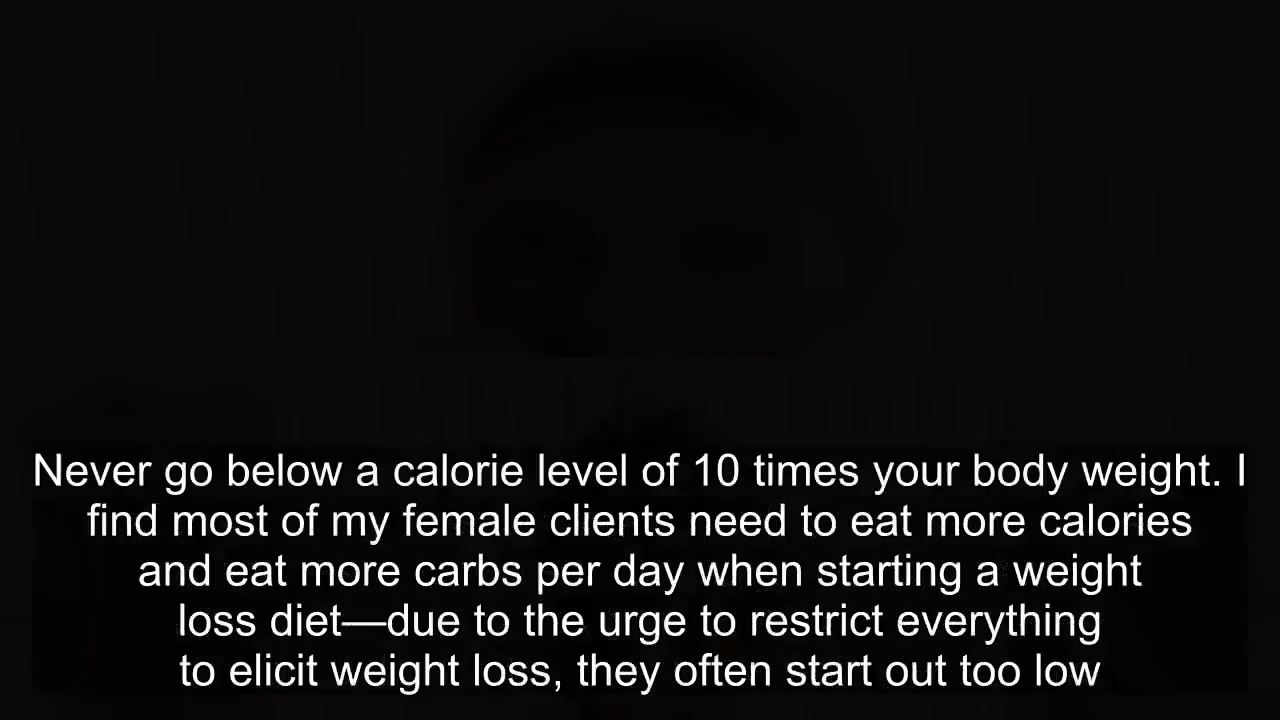 Never go below a calorie level of 10 times your body weight. I
find most of my female clients need to eat more calories
and eat more carbs per day when starting a weight
loss diet—due to the urge to restrict everything
to elicit weight loss, they often start out too low